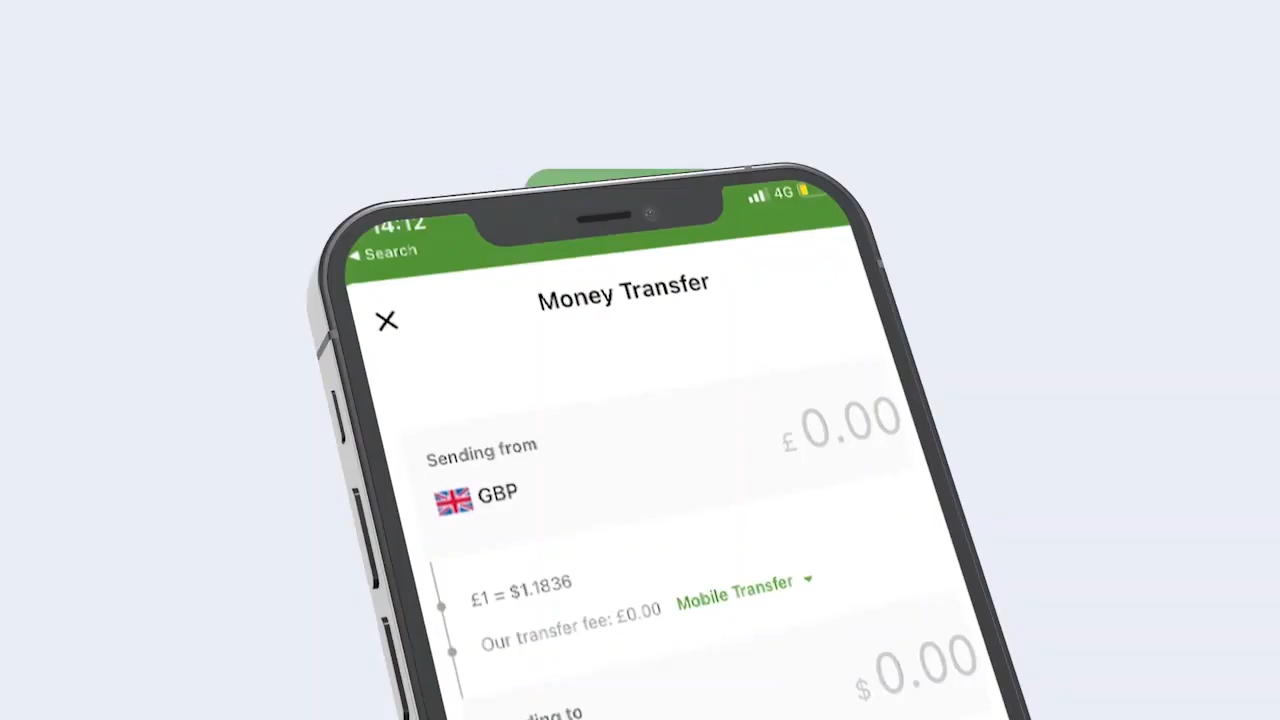 14:12
4G
Search
Money Transfer
£ 0.00
Sending from
GBP
£1 = $1.1836
Our transfer fee: £0.00 Mobile Transfer
$ 0.00
to